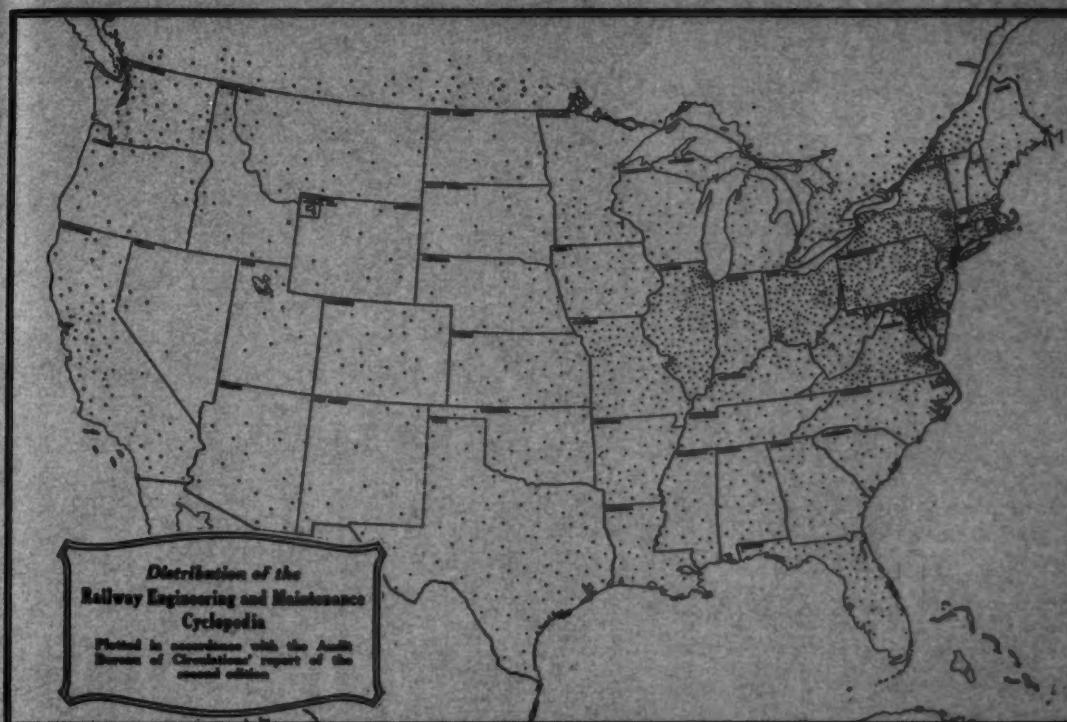 Distribution of the
Railway Engineering and Maintenance
Cyclopedia
Plotted in accordance with the Audit
Bureau of Circulations' report of the
second edition